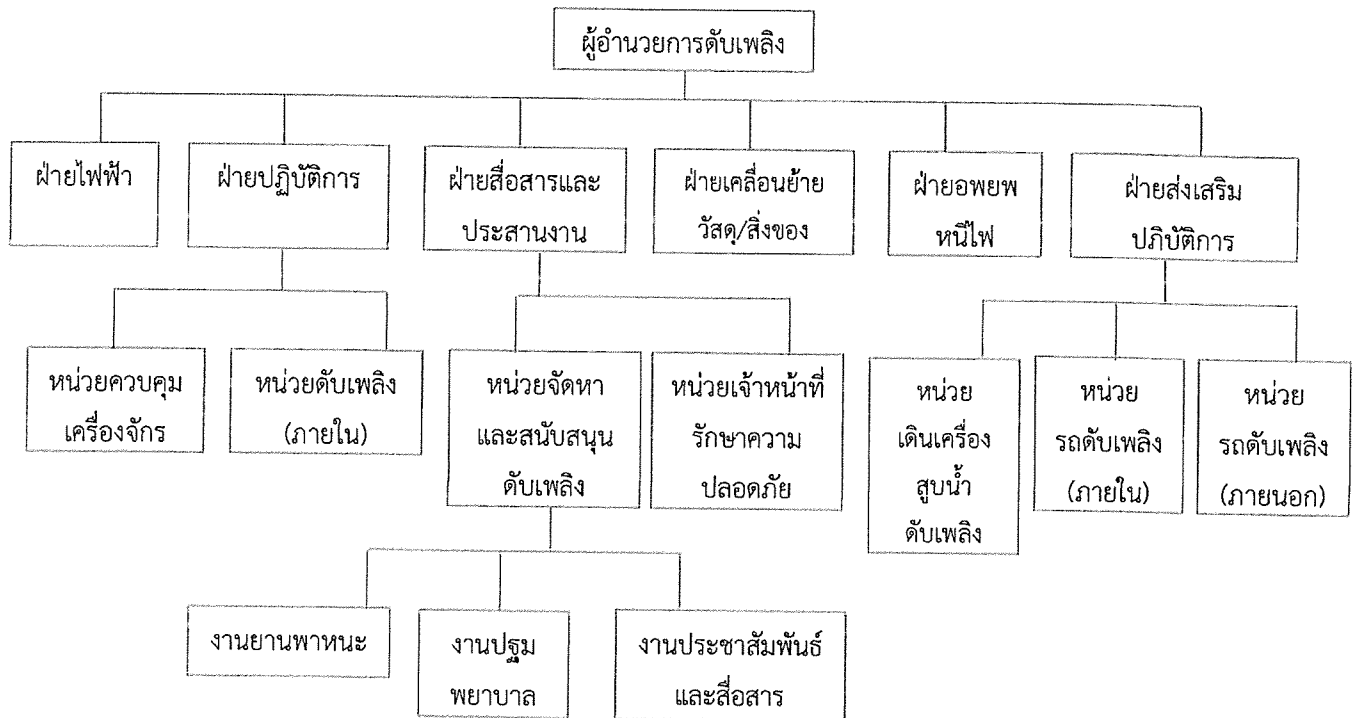 ผู้อำนวยการดับเพลิง
ฝ่ายไฟฟ้า
ฝ่ายปฏิบัติการ
ฝ่ายสื่อสารและ
ประสานงาน
ฝ่ายเคลื่อนย้าย
วัสดุ/สิ่งของ
ฝ่ายอพยพ
หนีไฟ
ฝ่ายส่งเสริม
ปภิบัติการ
หน่วยควบคุม
เครื่องจักร
หน่วยดับเพลิง
(ภายใน)
หน่วยจัดหา
และสนับสนุน
ดับเพลิง
หน่วยเจ้าหน้าที่
รักษาความ
ปลอดภัย
หน่วย
เดินเครื่อง
สูบน้ำ
ดับเพลิง
หน่วย
รถดับเพลิง
(ภายใน)
หน่วย
รถดับเพลิง
(ภายนอก)
งานยานพาหนะ
งานปฐม
พยาบาล
งานประชาสัมพันธ์
และสื่อสาร